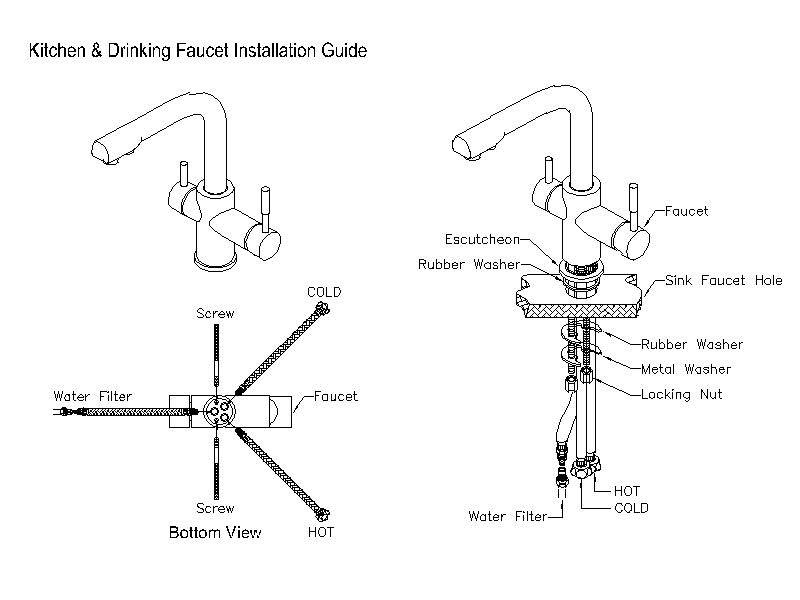 Kitchen & Drinking Faucet Installation Guide
Faucet
Escutcheon
Rubber Washer
Sink Faucet Hole
COLD
Screw
Rubber Washer
Metal Washer
Locking Nut
Water Filter
Faucet
Screw
Bottom View
HOT
HOT
COLD
Water Filter